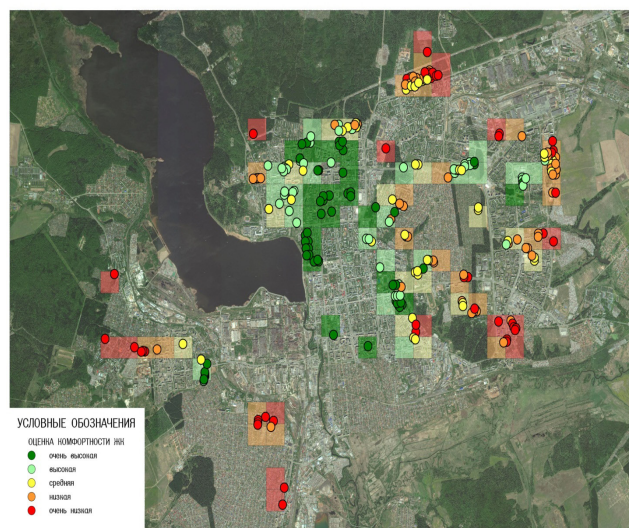 УСЛОВНЫЕ ОБОЗНАЧЕНИЯ
ОЦЕНКА КОМФОРТНОСТИ ЖК
очень высокая
высокая
средняя
низкая
очень низкая